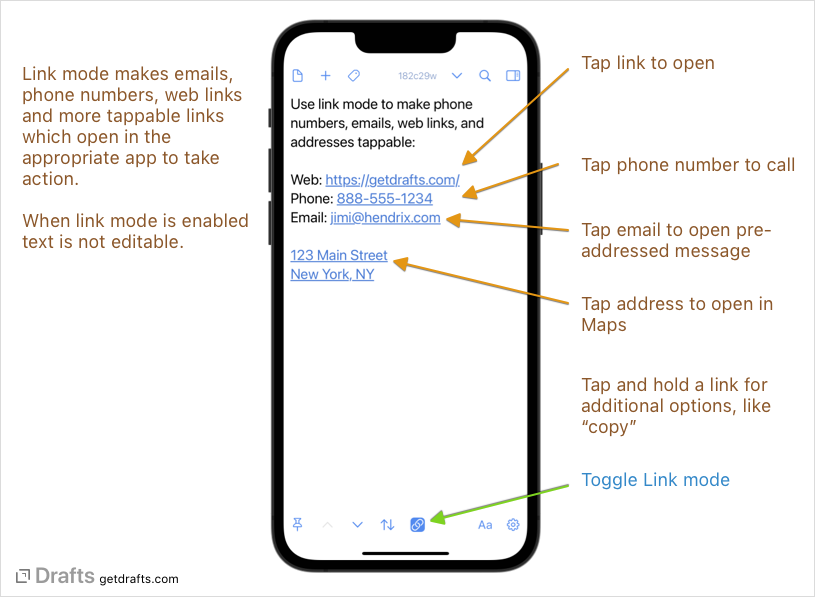 Link mode makes emails,
phone numbers, web links
and more tappable links
which open in the
appropriate app to take
action.
When link mode is enabled
text is not editable.
182c29w
Use link mode to make phone
numbers, emails, web links, and
addresses tappable:
Web: https://getdrafts.com/
Phone: 888-555-1234
Email: jimi@hendrix.com
123 Main Street
New York, NY
Aa
Tap link to open
Tap phone number to call
Tap email to open pre-
addressed message
Tap address to open in
Maps
Tap and hold a link for
additional options, like
“copy”
Toggle Link mode
Drafts getdrafts.com